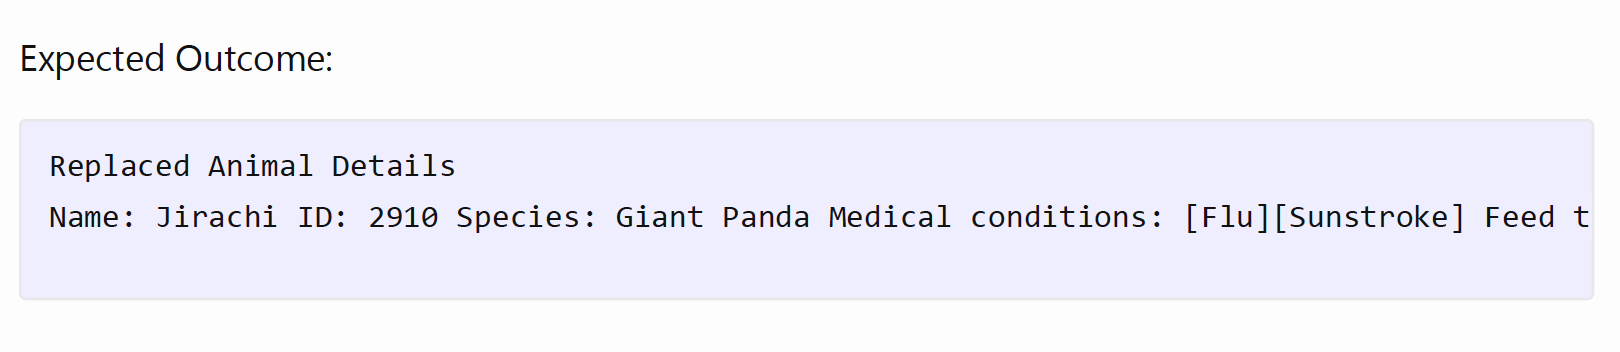 Expected Outcome:
Replaced Animal Details
Name: Jirachi ID: 2910 Species: Giant Panda Medical conditions: [Flu][Sunstroke] Feed t